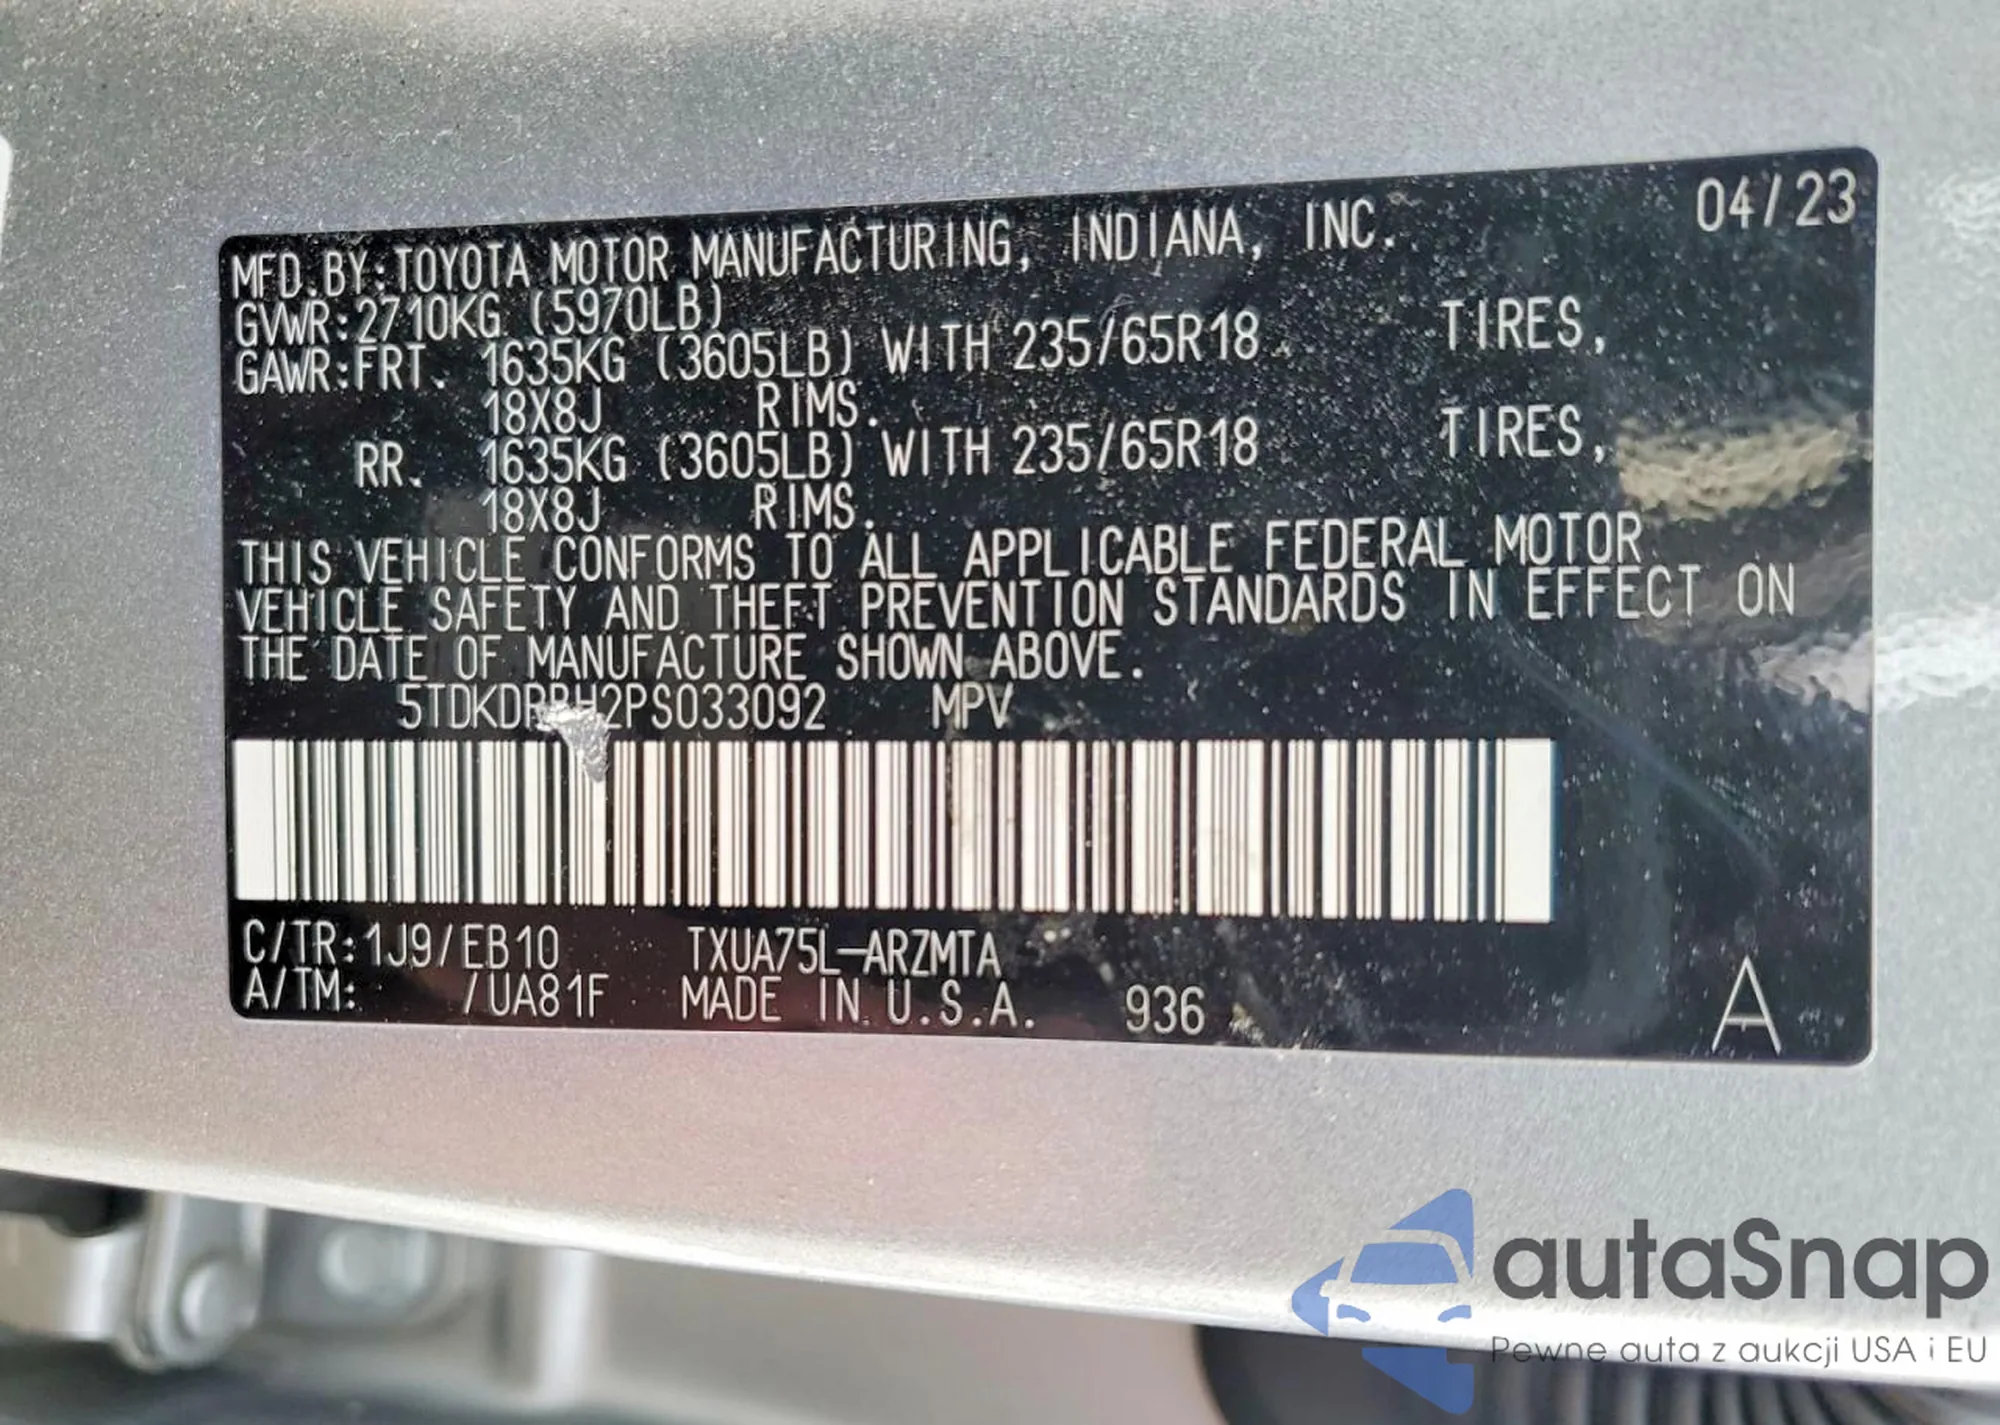 04/23
MFD.BY:TOYOTA MOTOR MANUFACTURING, INDIANA, INC.
GVWR:2710KG (5970LB)
GAWR:FRT. 1635KG (3605LB) WITH 235/65R18 TIRES,
18X8J RIMS.
RR. 1635KG (3605LB) WITH 235/65R18 TIRES,
18X8J RIMS.
THIS VEHICLE CONFORMS TO ALL APPLICABLE FEDERAL MOTOR
VEHICLE SAFETY AND THEFT PREVENTION STANDARDS IN EFFECT ON
THE DATE OF MANUFACTURE SHOWN ABOVE.
MPV
C/TR:1J9/EB10 TXUA75L-ARZMTA
A/TM: /UA81F MADE IN U.S.A. 936
A
autaSnap
Pewne auta z aukcji USA i EU